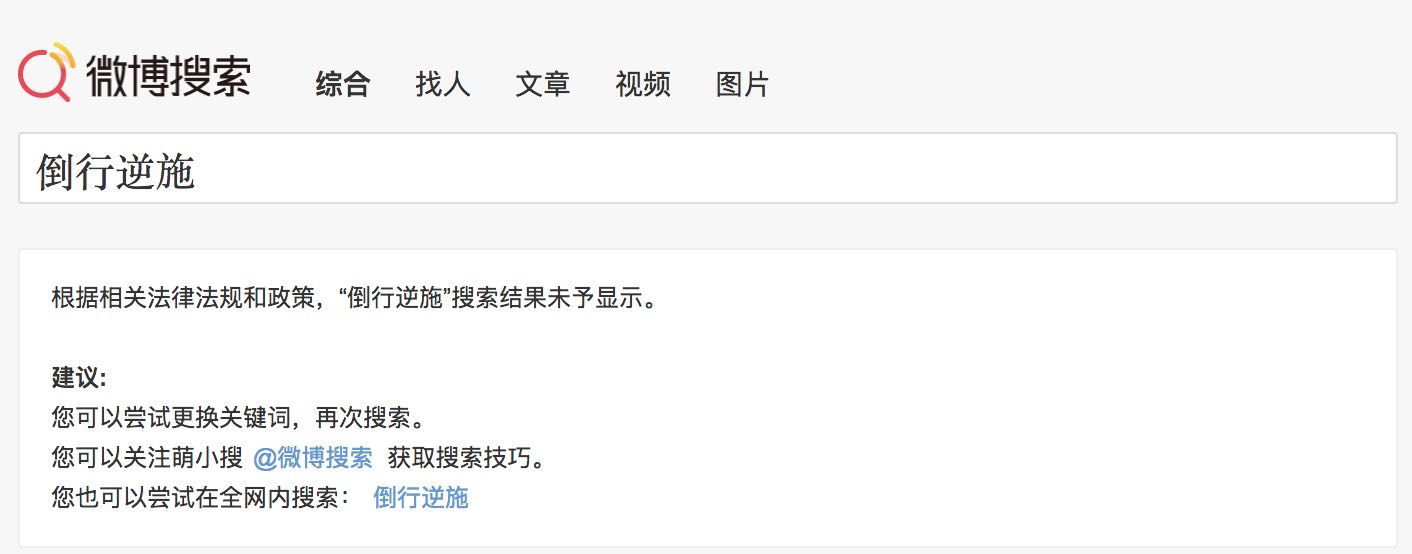 微博搜索 综合 找人 文章 视频 图片
倒行逆施
根据相关法律法规和政策，“倒行逆施”搜索结果未予显示。
建议:
您可以尝试更换关键词，再次搜索。
您可以关注萌小搜 @微博搜索 获取搜索技巧。
您也可以尝试在全网内搜索： 倒行逆施